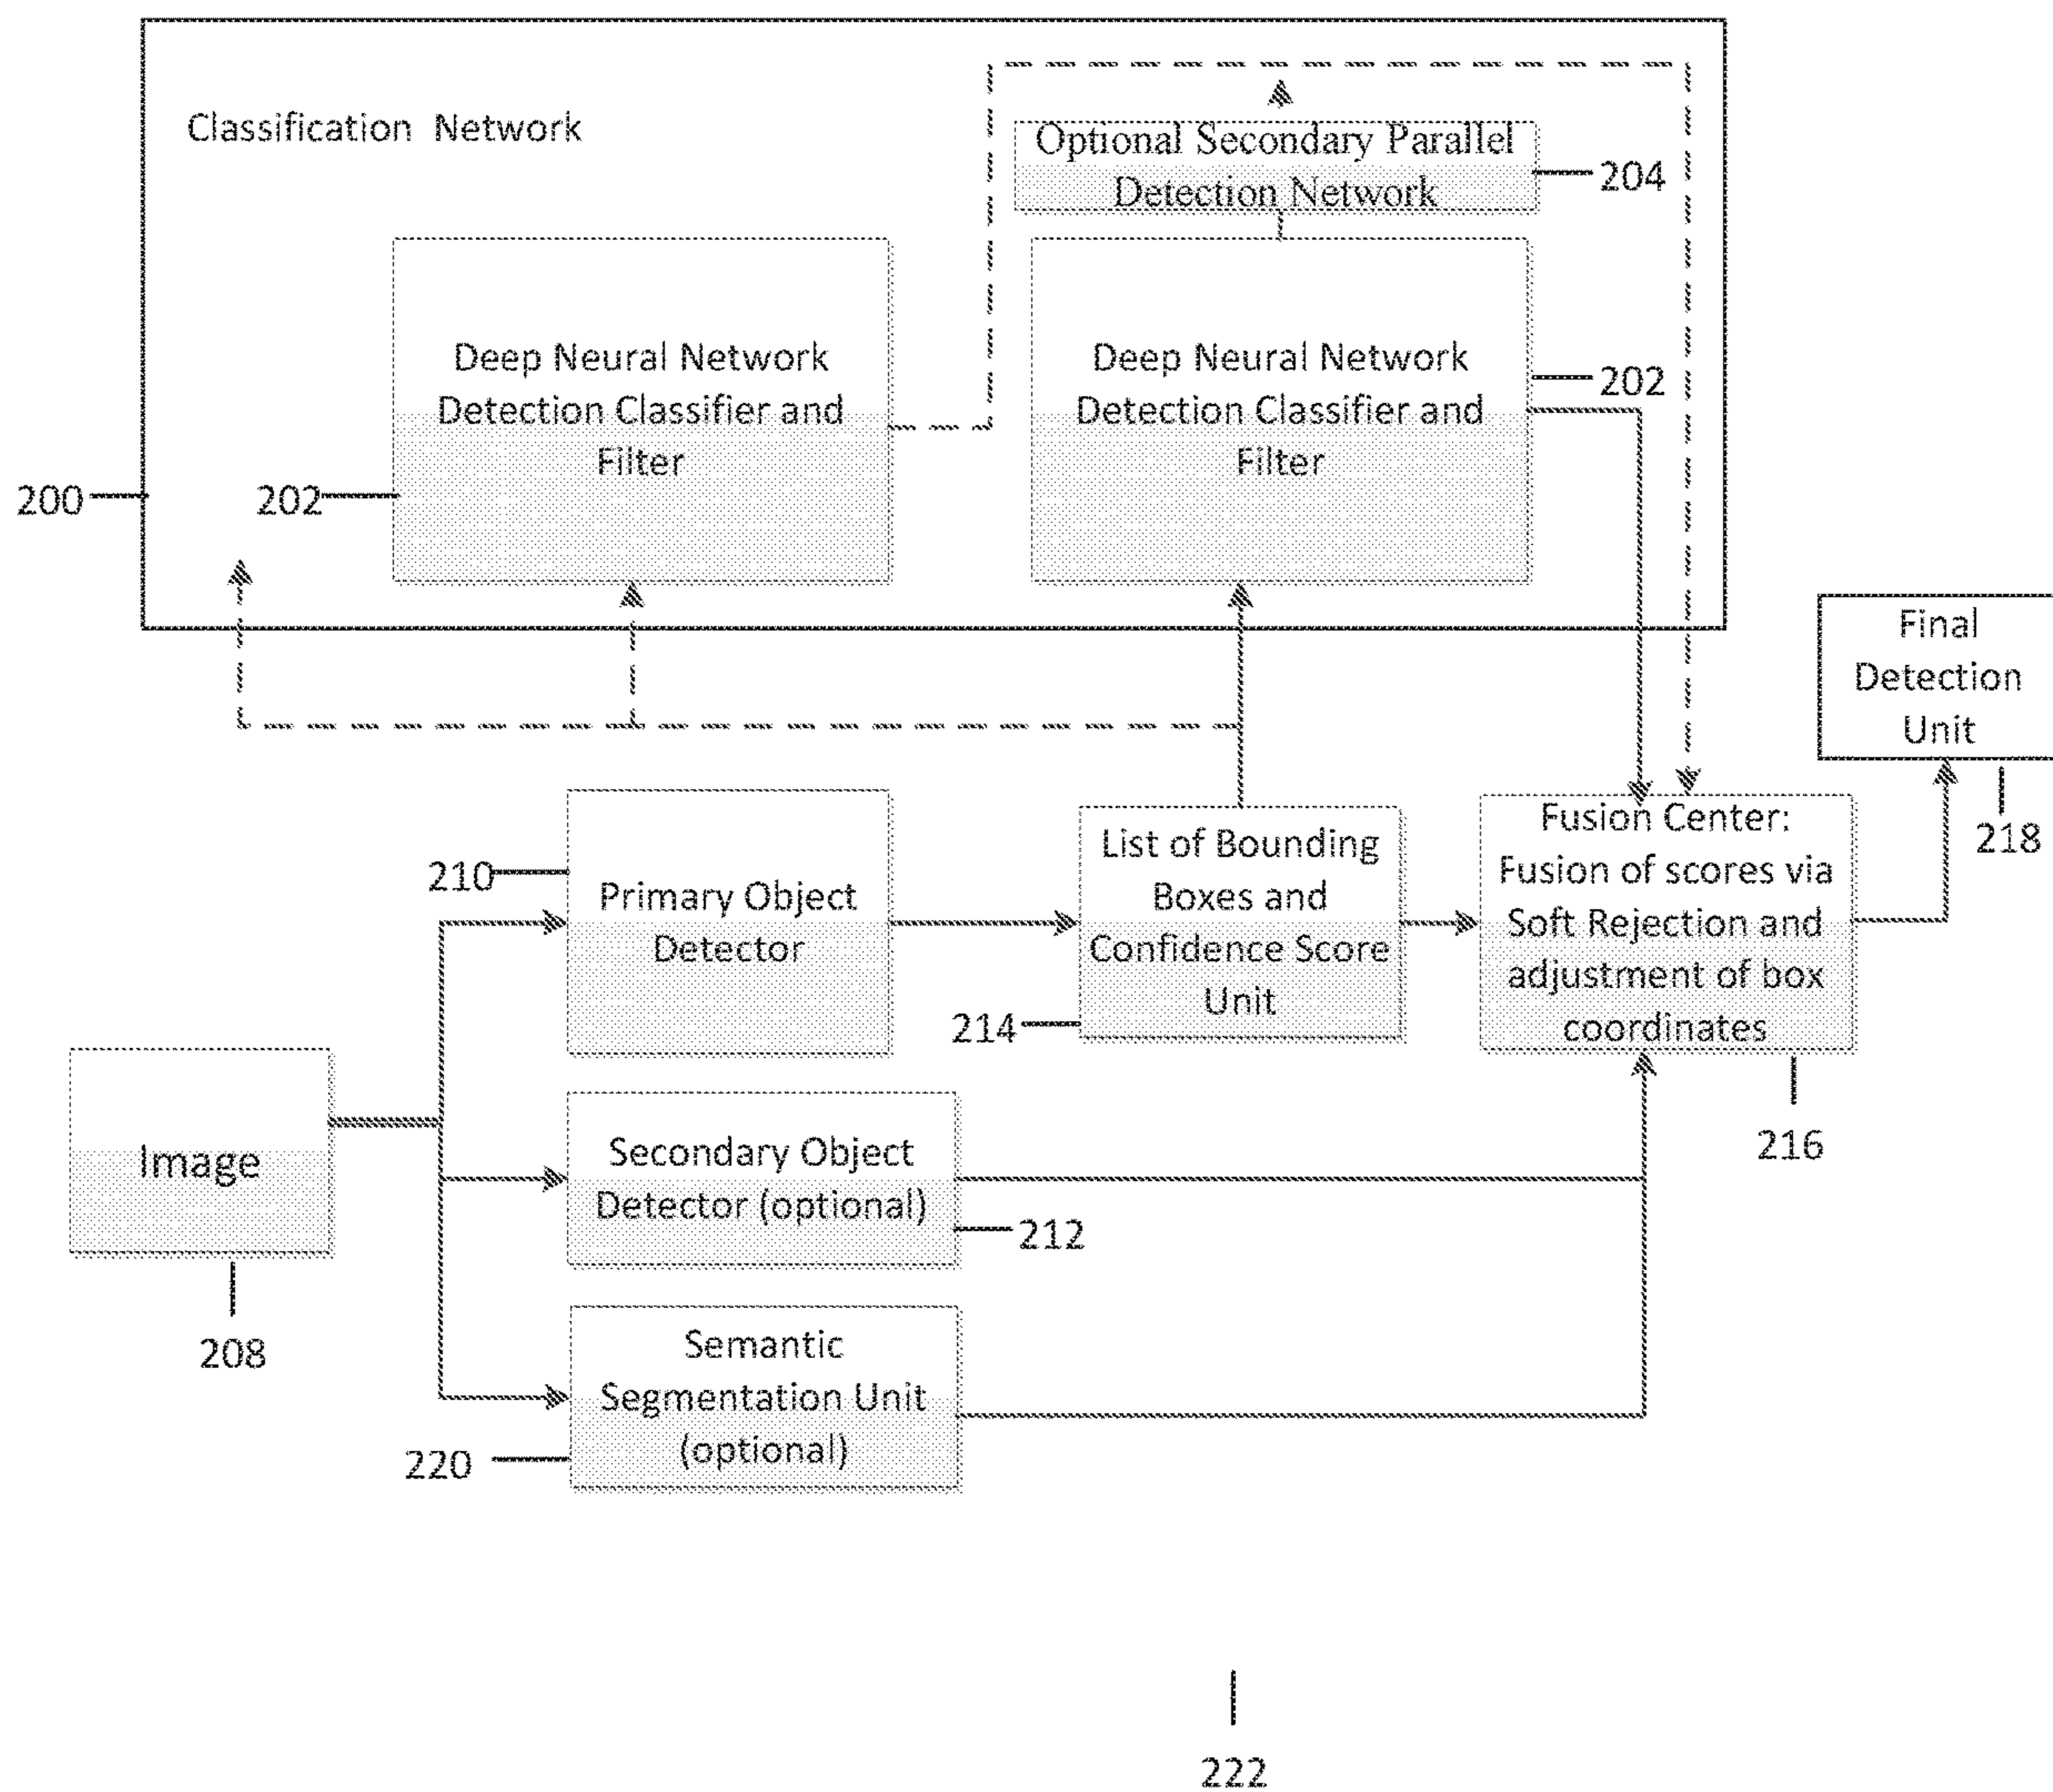 Classification Network
Optional Secondary Parallel
Detection Network
204
Deep Neural Network
Detection Classifier and
Filter
Deep Neural Network
Detection Classifier and
Filter
202
200
202
Final
Detection
Unit
218
210
Primary Object
Detector
List of Bounding
Boxes and
Confidence Score
Unit
214
Fusion Center:
Fusion of scores via
Soft Rejection and
adjustment of box
coordinates
216
Image
208
Secondary Object
Detector (optional)
212
Semantic
Segmentation Unit
(optional)
220
222